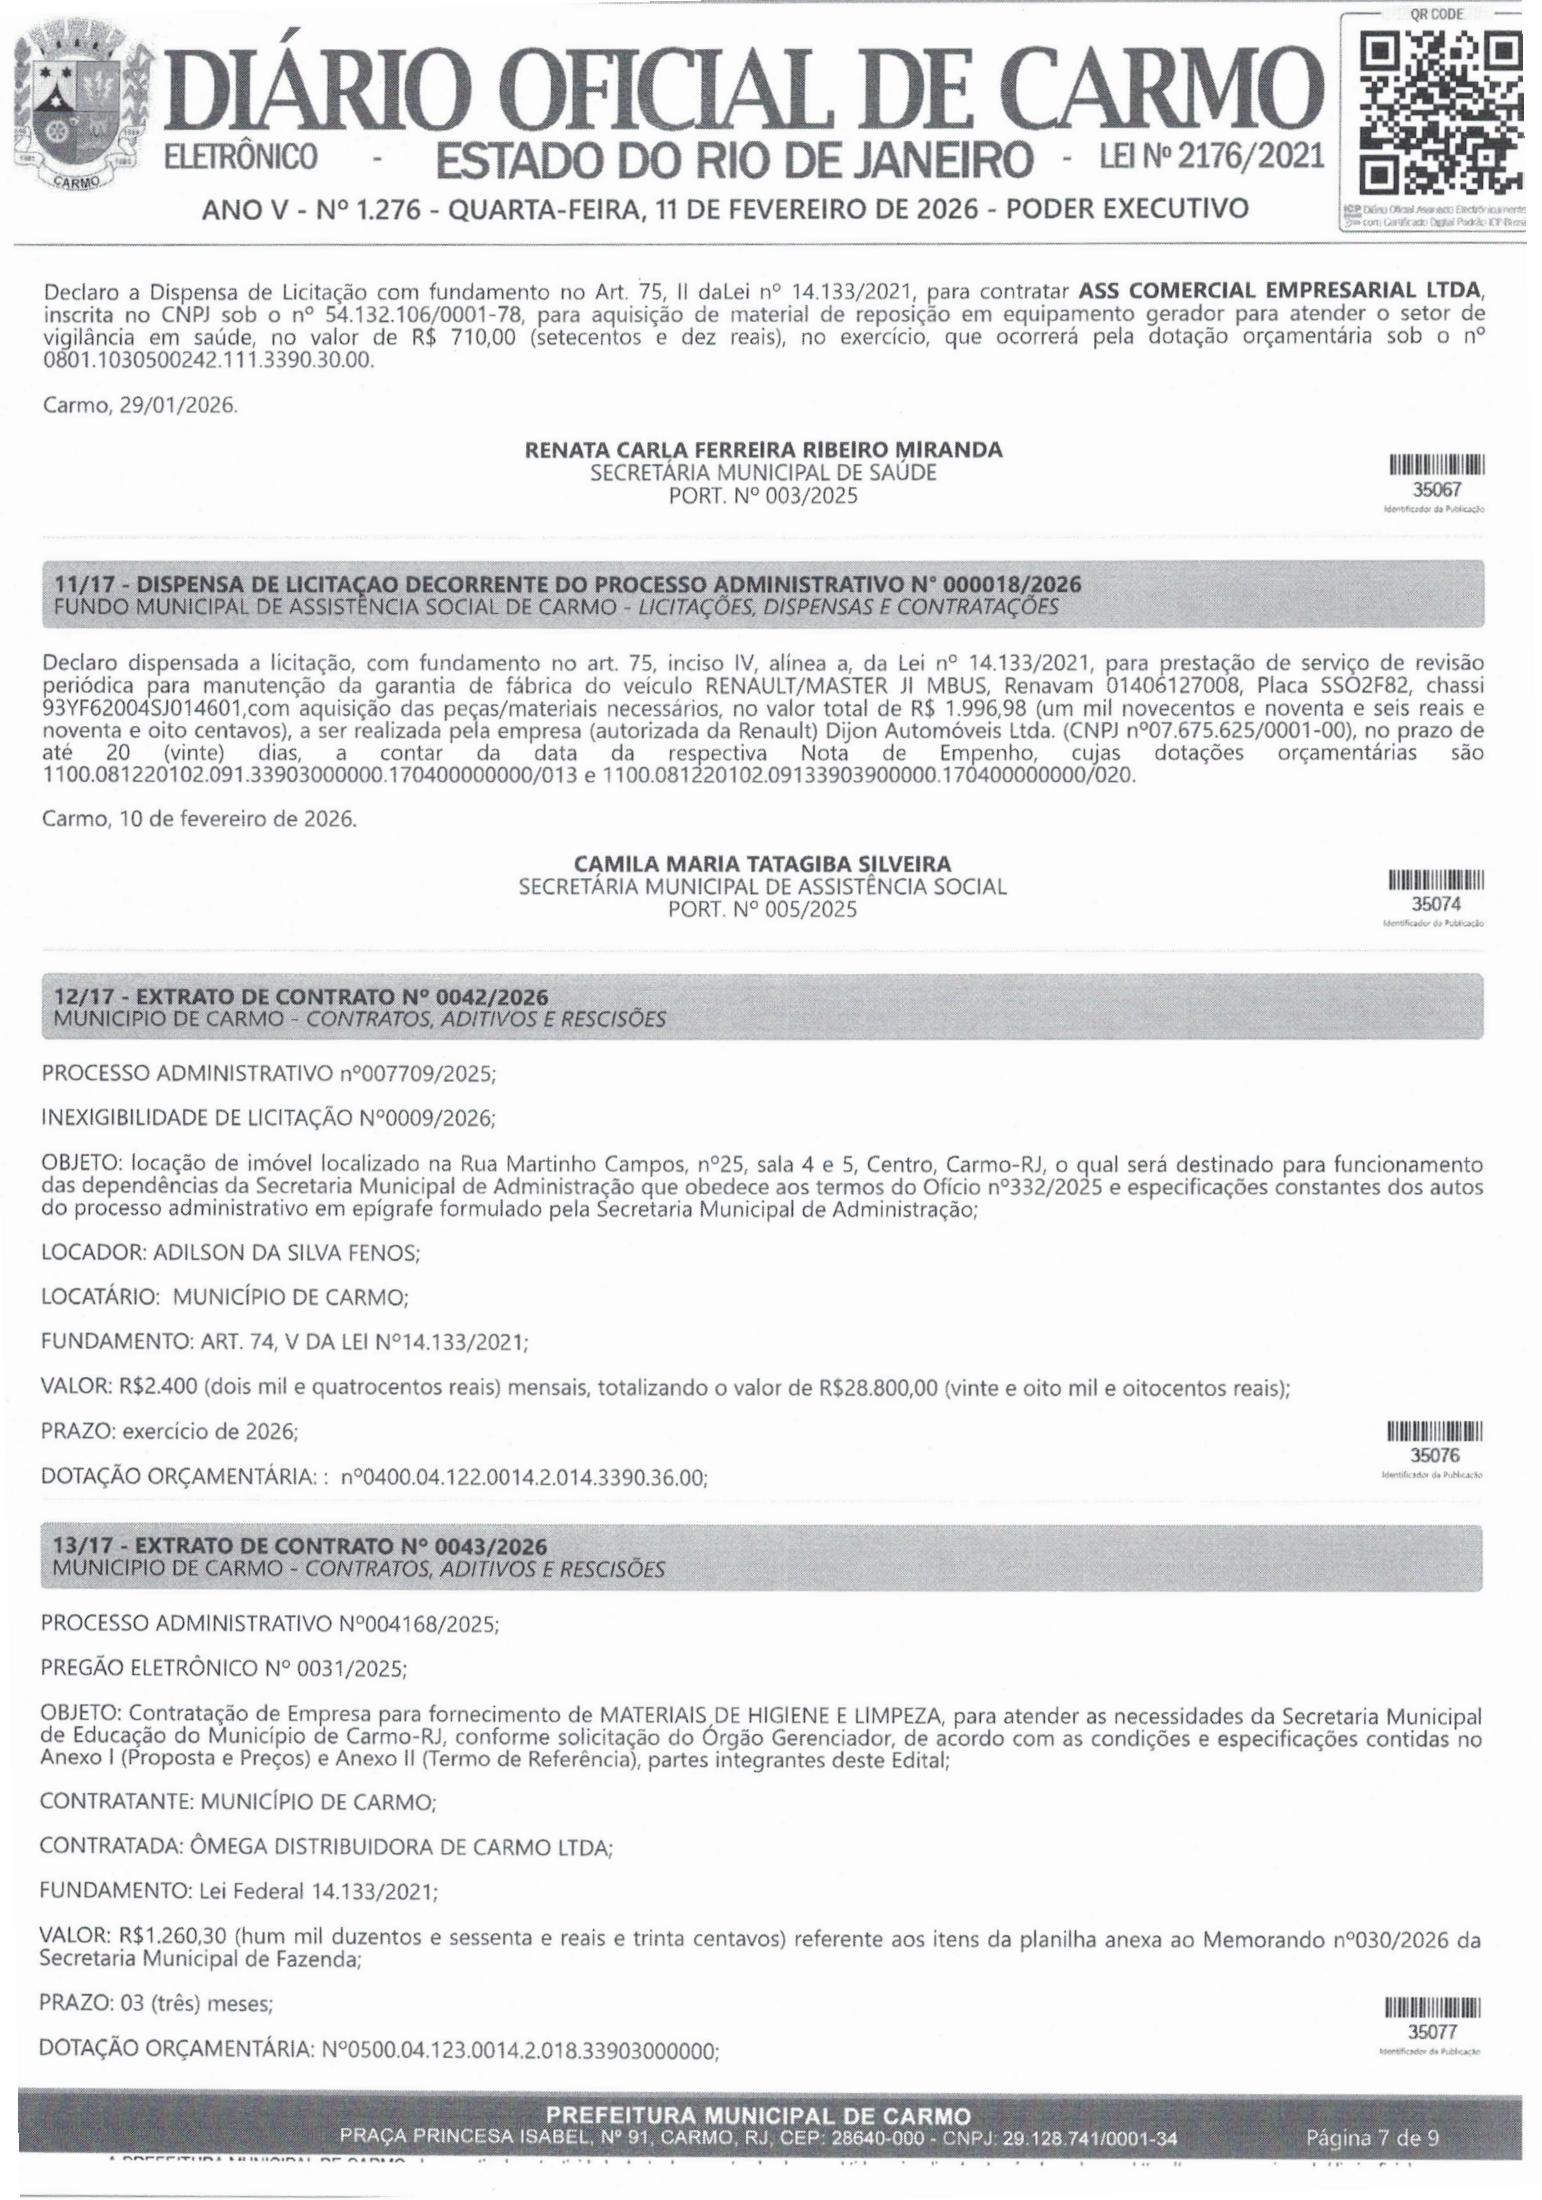 QR CODE
DIÁRIO OFICIAL DE CARMO
ELETRÔNICO - ESTADO DO RIO DE JANEIRO - LEI Nº 2176/2021
ANO V - Nº 1.276 - QUARTA-FEIRA, 11 DE FEVEREIRO DE 2026 - PODER EXECUTIVO
CARMO
Declaro a Dispensa de Licitação com fundamento no Art. 75, II daLei nº 14.133/2021, para contratar ASS COMERCIAL EMPRESARIAL LTDA,
inscrita no CNPJ sob o nº 54.132.106/0001-78, para aquisição de material de reposição em equipamento gerador para atender o setor de
vigilância em saúde, no valor de R$ 710,00 (setecentos e dez reais), no exercício, que ocorrerá pela dotação orçamentária sob o nº
0801.1030500242.111.3390.30.00.
Carmo, 29/01/2026.
RENATA CARLA FERREIRA RIBEIRO MIRANDA
SECRETÁRIA MUNICIPAL DE SAÚDE
PORT. Nº 003/2025
35067
Identificador da Publicação
11/17 - DISPENSA DE LICITAÇAO DECORRENTE DO PROCESSO ADMINISTRATIVO N° 000018/2026
FUNDO MUNICIPAL DE ASSISTÊNCIA SOCIAL DE CARMO - LICITAÇÕES, DISPENSAS E CONTRATAÇÕES
Declaro dispensada a licitação, com fundamento no art. 75, inciso IV, alínea a, da Lei nº 14.133/2021, para prestação de serviço de revisão
periódica para manutenção da garantia de fábrica do veículo RENAULT/MASTER JI MBUS, Renavam 01406127008, Placa SSO2F82, chassi
93YF62004SJ014601,com aquisição das peças/materiais necessários, no valor total de R$ 1.996,98 (um mil novecentos e noventa e seis reais e
noventa e oito centavos), a ser realizada pela empresa (autorizada da Renault) Dijon Automóveis Ltda. (CNPJ nº07.675.625/0001-00), no prazo de
até 20 (vinte) dias, a contar da data da respectiva Nota de Empenho, cujas dotações orçamentárias são
1100.081220102.091.33903000000.170400000000/013 e 1100.081220102.09133903900000.170400000000/020.
Carmo, 10 de fevereiro de 2026.
CAMILA MARIA TATAGIBA SILVEIRA
SECRETÁRIA MUNICIPAL DE ASSISTÊNCIA SOCIAL
PORT. Nº 005/2025
35074
Identificador da Publicação
12/17 - EXTRATO DE CONTRATO Nº 0042/2026
MUNICIPIO DE CARMO - CONTRATOS, ADITIVOS E RESCISÕES
PROCESSO ADMINISTRATIVO nº007709/2025;
INEXIGIBILIDADE DE LICITAÇÃO Nº0009/2026;
OBJETO: locação de imóvel localizado na Rua Martinho Campos, nº25, sala 4 e 5, Centro, Carmo-RJ, o qual será destinado para funcionamento
das dependências da Secretaria Municipal de Administração que obedece aos termos do Ofício nº332/2025 e especificações constantes dos autos
do processo administrativo em epígrafe formulado pela Secretaria Municipal de Administração;
LOCADOR: ADILSON DA SILVA FENOS;
LOCATÁRIO:  MUNICÍPIO DE CARMO;
FUNDAMENTO: ART. 74, V DA LEI Nº14.133/2021;
VALOR: R$2.400 (dois mil e quatrocentos reais) mensais, totalizando o valor de R$28.800,00 (vinte e oito mil e oitocentos reais);
PRAZO: exercício de 2026;
DOTAÇÃO ORÇAMENTÁRIA: :  nº0400.04.122.0014.2.014.3390.36.00;
35076
Identificador da Publicação
13/17 - EXTRATO DE CONTRATO Nº 0043/2026
MUNICIPIO DE CARMO - CONTRATOS, ADITIVOS E RESCISÕES
PROCESSO ADMINISTRATIVO Nº004168/2025;
PREGÃO ELETRÔNICO Nº 0031/2025;
OBJETO: Contratação de Empresa para fornecimento de MATERIAIS DE HIGIENE E LIMPEZA, para atender as necessidades da Secretaria Municipal
de Educação do Município de Carmo-RJ, conforme solicitação do Órgão Gerenciador, de acordo com as condições e especificações contidas no
Anexo I (Proposta e Preços) e Anexo II (Termo de Referência), partes integrantes deste Edital;
CONTRATANTE: MUNICÍPIO DE CARMO;
CONTRATADA: ÔMEGA DISTRIBUIDORA DE CARMO LTDA;
FUNDAMENTO: Lei Federal 14.133/2021;
VALOR: R$1.260,30 (hum mil duzentos e sessenta e reais e trinta centavos) referente aos itens da planilha anexa ao Memorando nº030/2026 da
Secretaria Municipal de Fazenda;
PRAZO: 03 (três) meses;
DOTAÇÃO ORÇAMENTÁRIA: Nº0500.04.123.0014.2.018.33903000000;
35077
Identificador da Publicação
PREFEITURA MUNICIPAL DE CARMO
PRAÇA PRINCESA ISABEL, Nº 91, CARMO, RJ, CEP: 28640-000 - CNPJ: 29.128.741/0001-34
Página 7 de 9